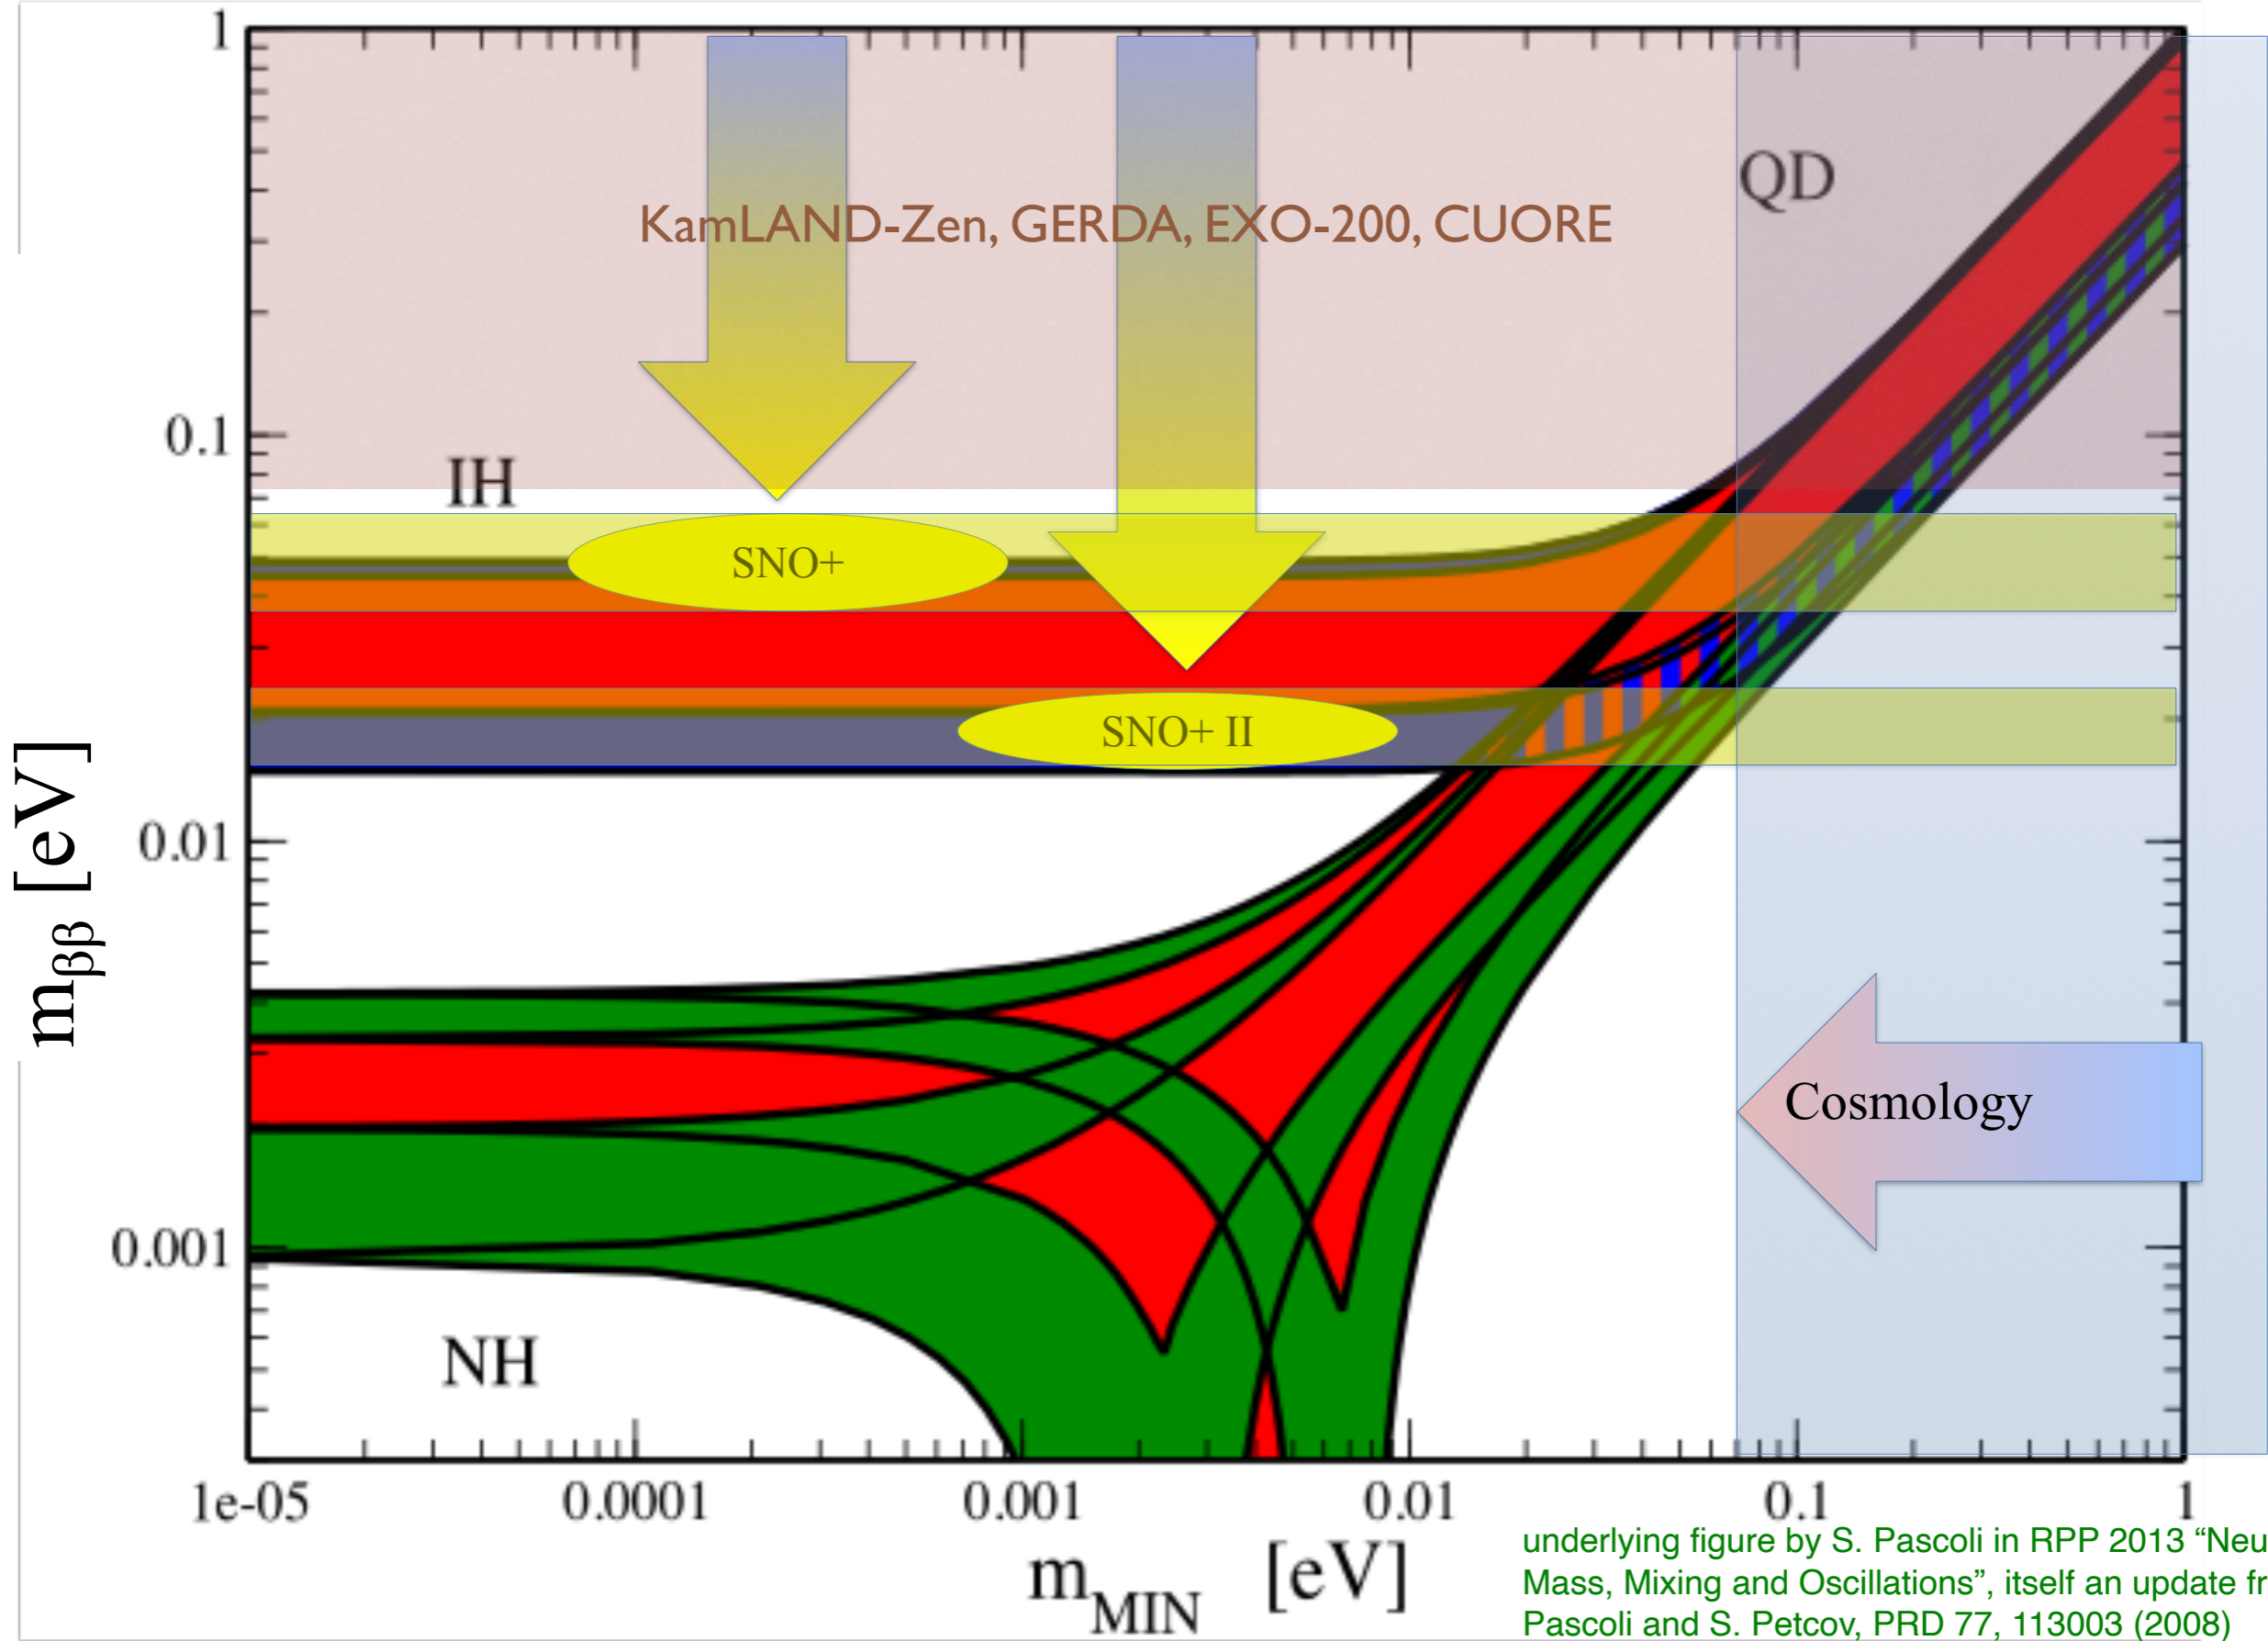 1
QD
KamLAND-Zen, GERDA, EXO-200, CUORE
0.1
IH
SNO+
SNO+ II
mββ [eV]
0.01
Cosmology
0.001
NH
1e-05 0.0001 0.001 0.01 0.1 1
mMIN [eV]
underlying figure by S. Pascoli in RPP 2013 “Neu
Mass, Mixing and Oscillations”, itself an update fr
Pascoli and S. Petcov, PRD 77, 113003 (2008)